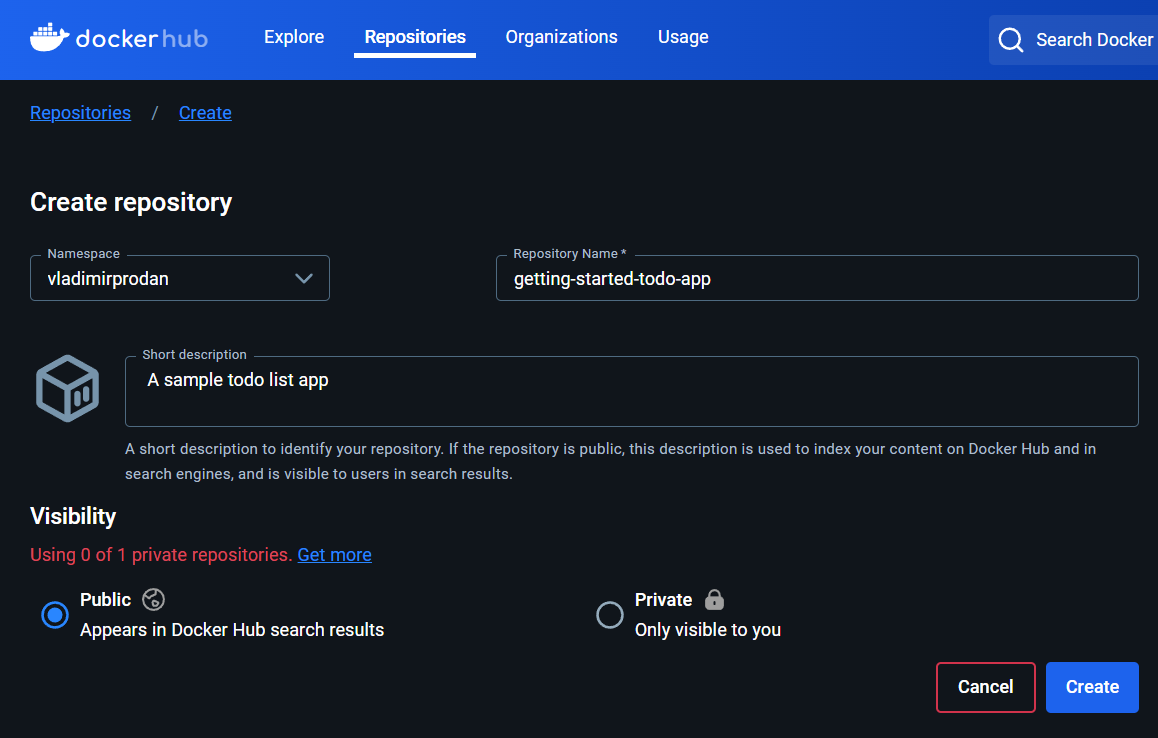 dockerhub Explore Repositories Organizations Usage Search Docker
Repositories / Create
Create repository
Namespace
vladimirprodan
Repository Name *
getting-started-todo-app
Short description
A sample todo list app
A short description to identify your repository. If the repository is public, this description is used to index your content on Docker Hub and in
search engines, and is visible to users in search results.
Visibility
Using 0 of 1 private repositories. Get more
Public
Appears in Docker Hub search results
Private
Only visible to you
Cancel Create